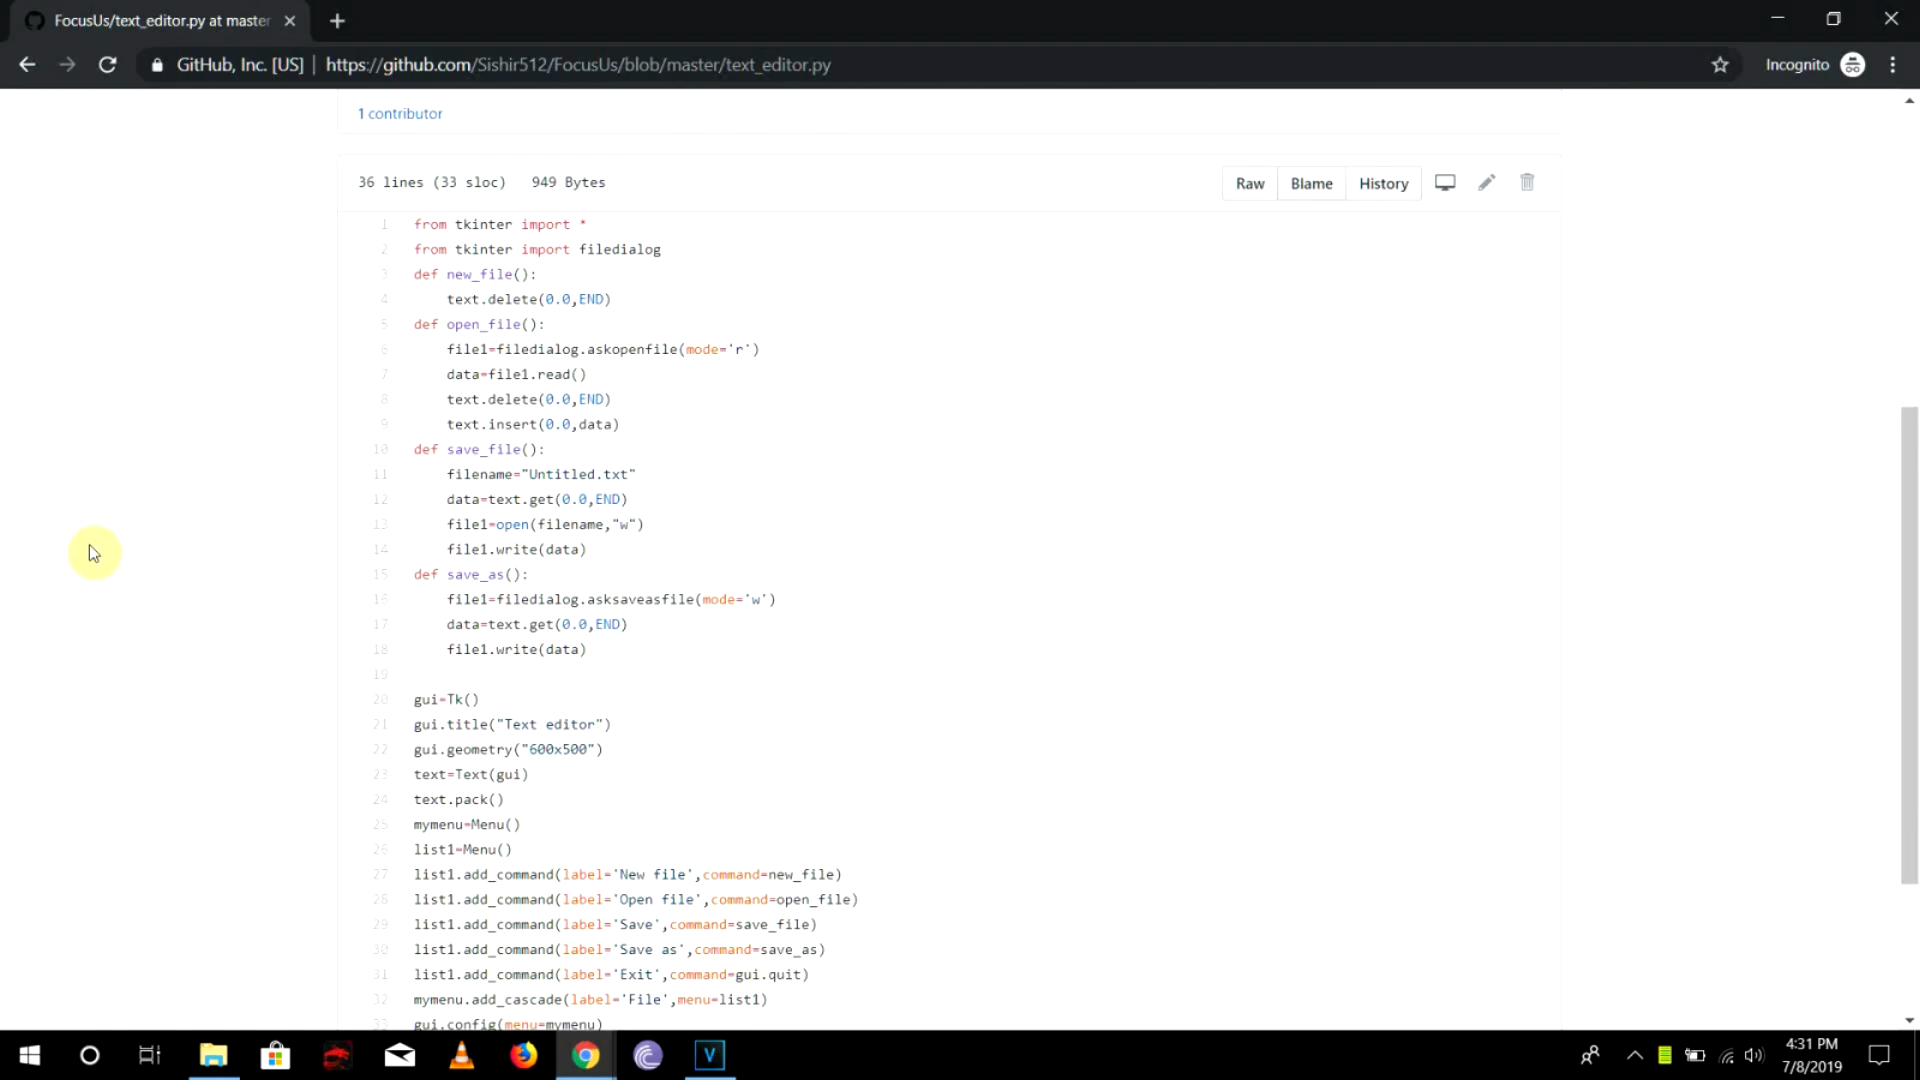 FocusUs/text_editor.py at master
GitHub, Inc. [US] | https://github.com/Sishir512/FocusUs/blob/master/text_editor.py
Incognito
1 contributor
36 lines (33 sloc) 949 Bytes
Raw Blame History
1 from tkinter import *
2 from tkinter import filedialog
3 def new_file():
4 text.delete(0.0,END)
5 def open_file():
6 file1=filedialog.askopenfile(mode='r')
7 data=file1.read()
8 text.delete(0.0,END)
9 text.insert(0.0,data)
10 def save_file():
11 filename="Untitled.txt"
12 data=text.get(0.0,END)
13 file1=open(filename,"w")
14 file1.write(data)
15 def save_as():
16 file1=filedialog.asksaveasfile(mode='w')
17 data=text.get(0.0,END)
18 file1.write(data)
19
20 gui=Tk()
21 gui.title("Text editor")
22 gui.geometry("600x500")
23 text=Text(gui)
24 text.pack()
25 mymenu=Menu()
26 list1=Menu()
27 list1.add_command(label='New file',command=new_file)
28 list1.add_command(label='Open file',command=open_file)
29 list1.add_command(label='Save',command=save_file)
30 list1.add_command(label='Save as',command=save_as)
31 list1.add_command(label='Exit',command=gui.quit)
32 mymenu.add_cascade(label='File',menu=list1)
33 gui.config(menu=mymenu)
V
4:31 PM
7/8/2019